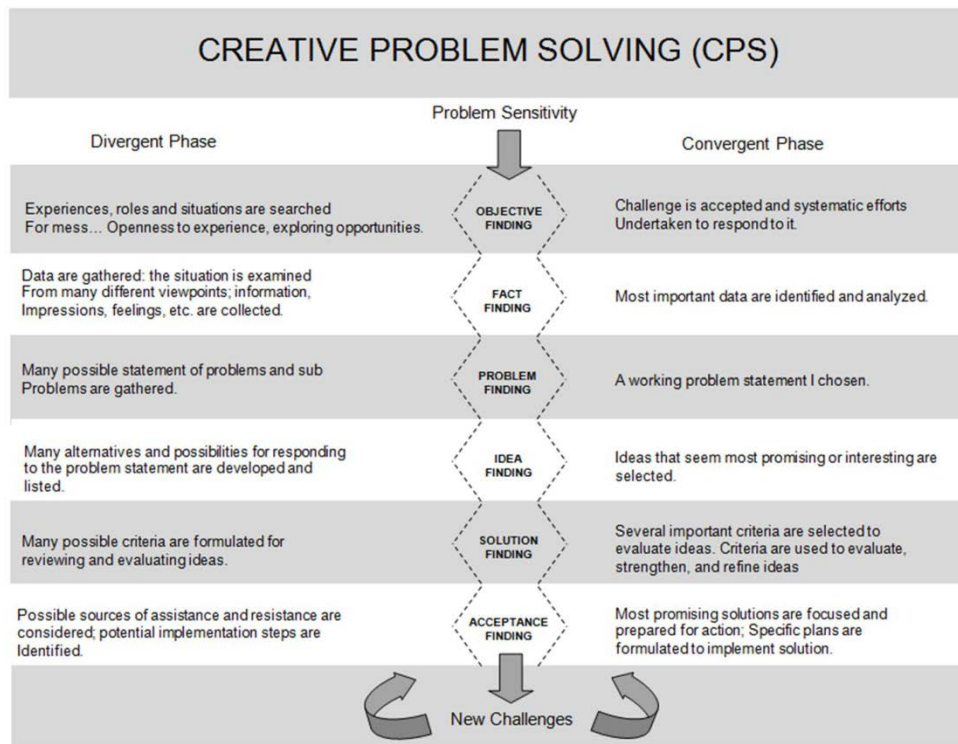 CREATIVE PROBLEM SOLVING (CPS)
Problem Sensitivity
Divergent Phase
Convergent Phase
Experiences, roles and situations are searched
For mess... Openness to experience, exploring opportunities.
OBJECTIVE
FINDING
Challenge is accepted and systematic efforts
Undertaken to respond to it.
Data are gathered: the situation is examined
From many different viewpoints; information,
Impressions, feelings, etc. are collected.
FACT
FINDING
Most important data are identified and analyzed.
Many possible statement of problems and sub
Problems are gathered.
PROBLEM
FINDING
A working problem statement I chosen.
Many alternatives and possibilities for responding
to the problem statement are developed and
listed.
IDEA
FINDING
Ideas that seem most promising or interesting are
selected.
Many possible criteria are formulated for
reviewing and evaluating ideas.
SOLUTION
FINDING
Several important criteria are selected to
evaluate ideas. Criteria are used to evaluate,
strengthen, and refine ideas
Possible sources of assistance and resistance are
considered; potential implementation steps are
Identified.
ACCEPTANCE
FINDING
Most promising solutions are focused and
prepared for action; Specific plans are
formulated to implement solution.
New Challenges